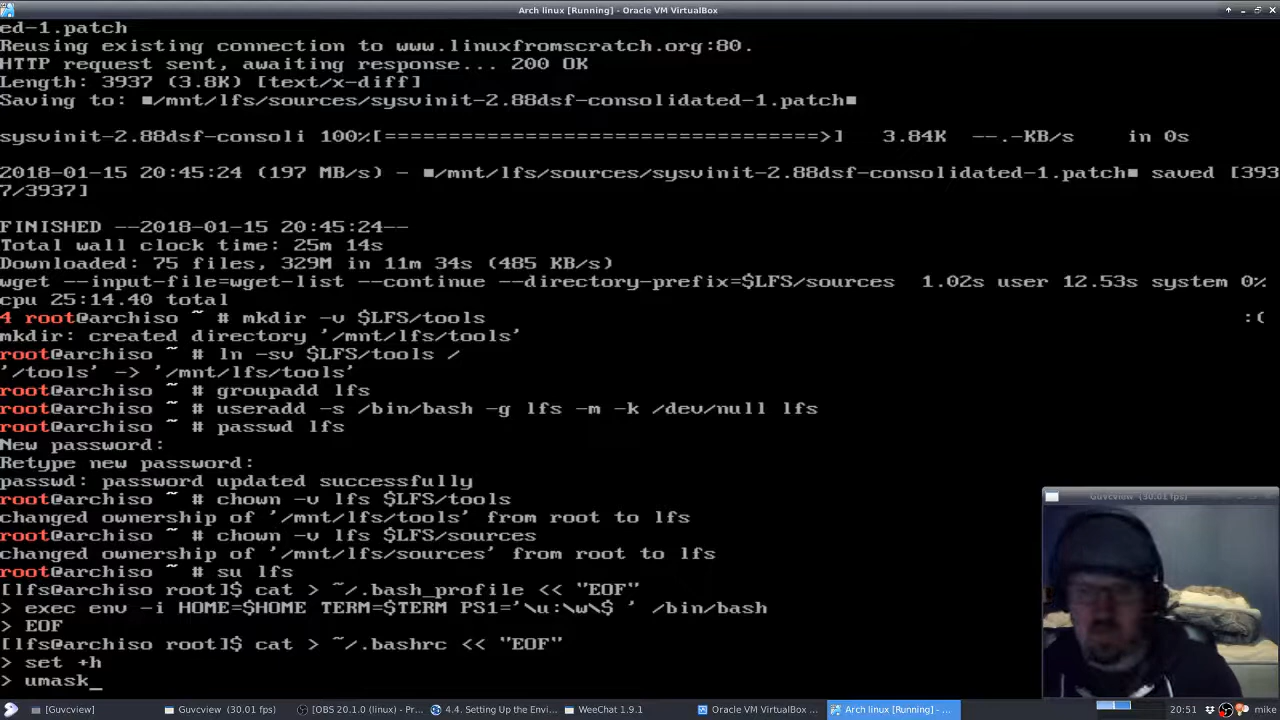 Arch linux [Running] - Oracle VM VirtualBox
ed-1.patch
Reusing existing connection to www.linuxfromscratch.org:80.
HTTP request sent, awaiting response... 200 OK
Length: 3937 (3.8K) [text/x-diff]
Saving to: ■/mnt/lfs/sources/sysvinit-2.88dsf-consolidated-1.patch■
sysvinit-2.88dsf-consoli 100%[==================================>]   3.84K  --.-KB/s    in 0s
2018-01-15 20:45:24 (197 MB/s) - ■/mnt/lfs/sources/sysvinit-2.88dsf-consolidated-1.patch■ saved [393
7/3937]
FINISHED --2018-01-15 20:45:24--
Total wall clock time: 25m 14s
Downloaded: 75 files, 329M in 11m 34s (485 KB/s)
wget --input-file=wget-list --continue --directory-prefix=$LFS/sources  1.02s user 12.53s system 0%
cpu 25:14.40 total
4 root@archiso ~ # mkdir -v $LFS/tools :(
mkdir: created directory '/mnt/lfs/tools'
root@archiso ~ # ln -sv $LFS/tools /
'/tools' -> '/mnt/lfs/tools'
root@archiso ~ # groupadd lfs
root@archiso ~ # useradd -s /bin/bash -g lfs -m -k /dev/null lfs
root@archiso ~ # passwd lfs
New password:
Retype new password:
passwd: password updated successfully
root@archiso ~ # chown -v lfs $LFS/tools
changed ownership of '/mnt/lfs/tools' from root to lfs
root@archiso ~ # chown -v lfs $LFS/sources
changed ownership of '/mnt/lfs/sources' from root to lfs
root@archiso ~ # su lfs
[lfs@archiso root]$ cat > ~/.bash_profile << "EOF"
> exec env -i HOME=$HOME TERM=$TERM PS1='\u:\w\$ ' /bin/bash
> EOF
[lfs@archiso root]$ cat > ~/.bashrc << "EOF"
> set +h
> umask_
Guvcview (30.01 fps)
[Guvcview] Guvcview (30.01 fps) [OBS 20.1.0 (linux) - Pr... 4.4. Setting Up the Envi... WeeChat 1.9.1 Oracle VM VirtualBox ... Arch linux [Running] - ... 20:51 mike